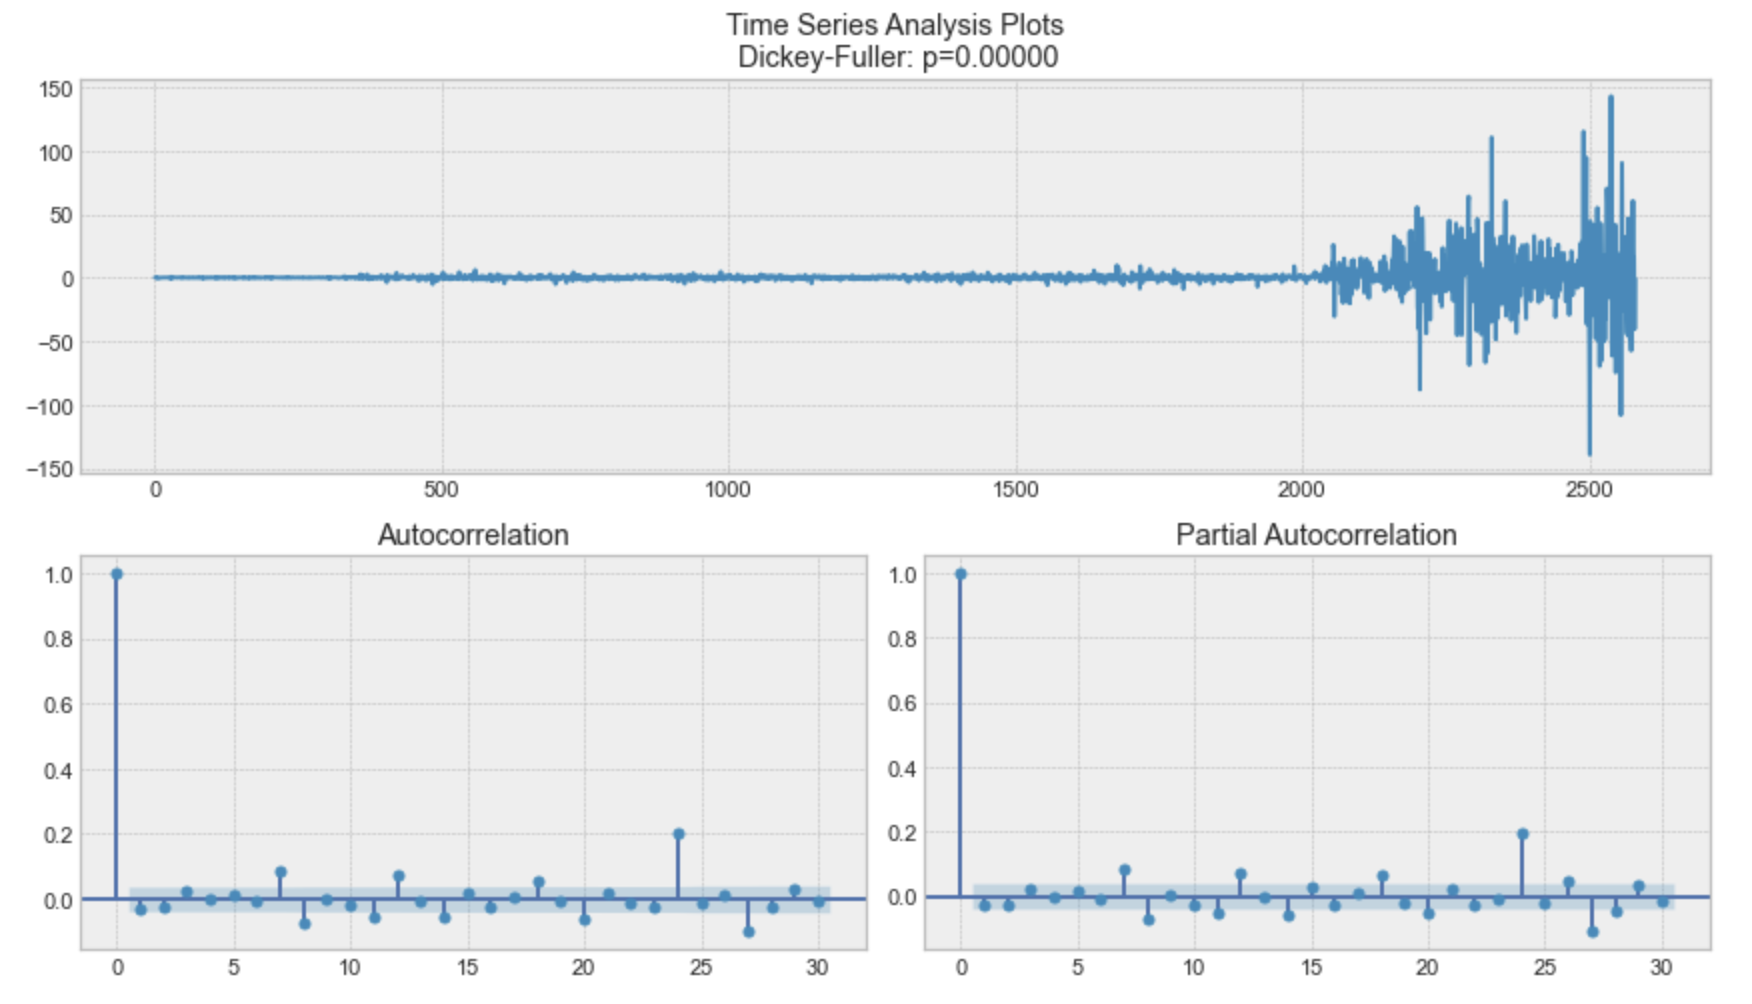 Time Series Analysis Plots
Dickey-Fuller: p=0.00000
150
100
50
0
−50
−100
−150
0 500 1000 1500 2000 2500
Autocorrelation
1.0
0.8
0.6
0.4
0.2
0.0
0 5 10 15 20 25 30
Partial Autocorrelation
1.0
0.8
0.6
0.4
0.2
0.0
0 5 10 15 20 25 30